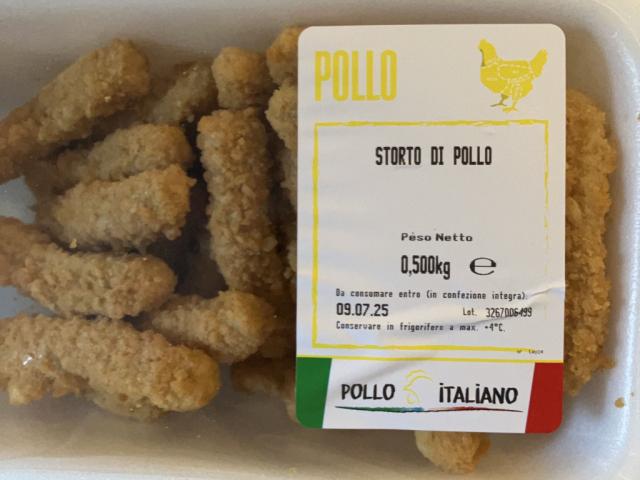 POLLO
STORTO DI POLLO
Peso Netto
0,500kg e
Da consumare entro (in confezione integra):
09.07.25 Lot. 3267006499
Conservare in frigorifero a max. +4°C.
POLLO ITALIANO